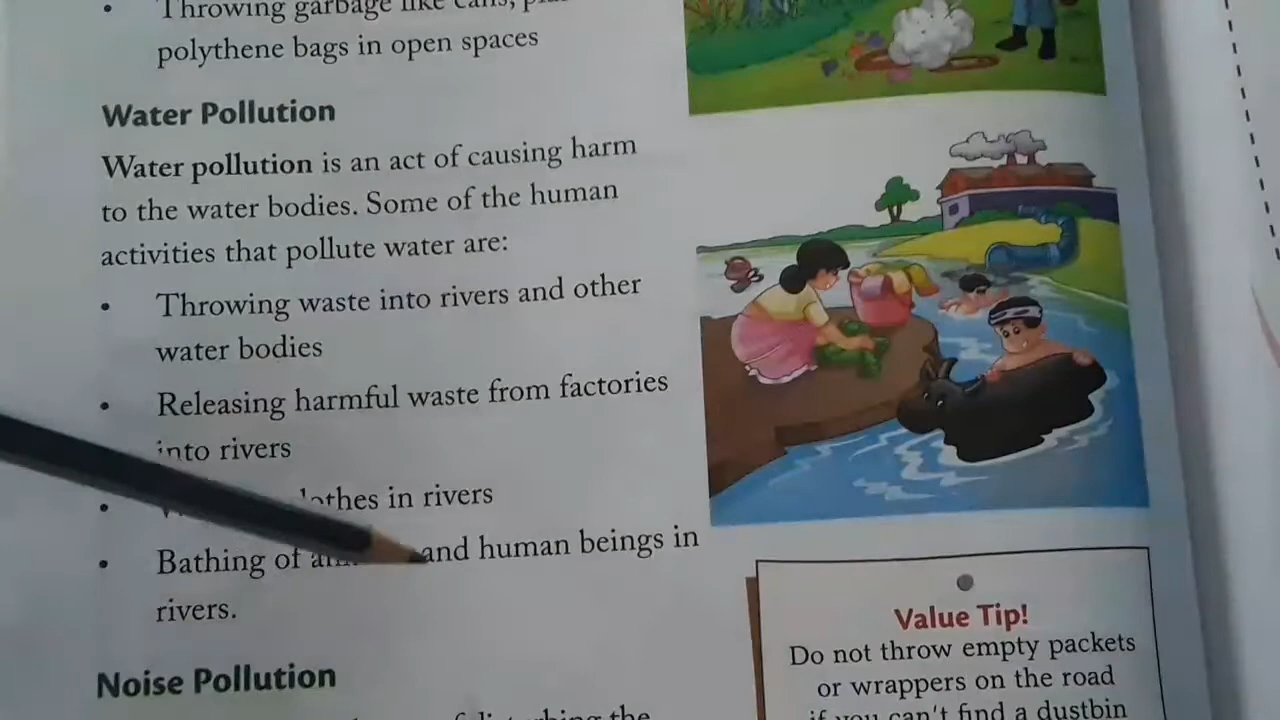 Throwing garbage like cans,
polythene bags in open spaces
Water Pollution
Water pollution is an act of causing harm
to the water bodies. Some of the human
activities that pollute water are:
• Throwing waste into rivers and other
water bodies
• Releasing harmful waste from factories
into rivers
• clothes in rivers
• Bathing of and human beings in
rivers.
Noise Pollution
the
Value Tip!
Do not throw empty packets
or wrappers on the road
if you can't find a dustbin